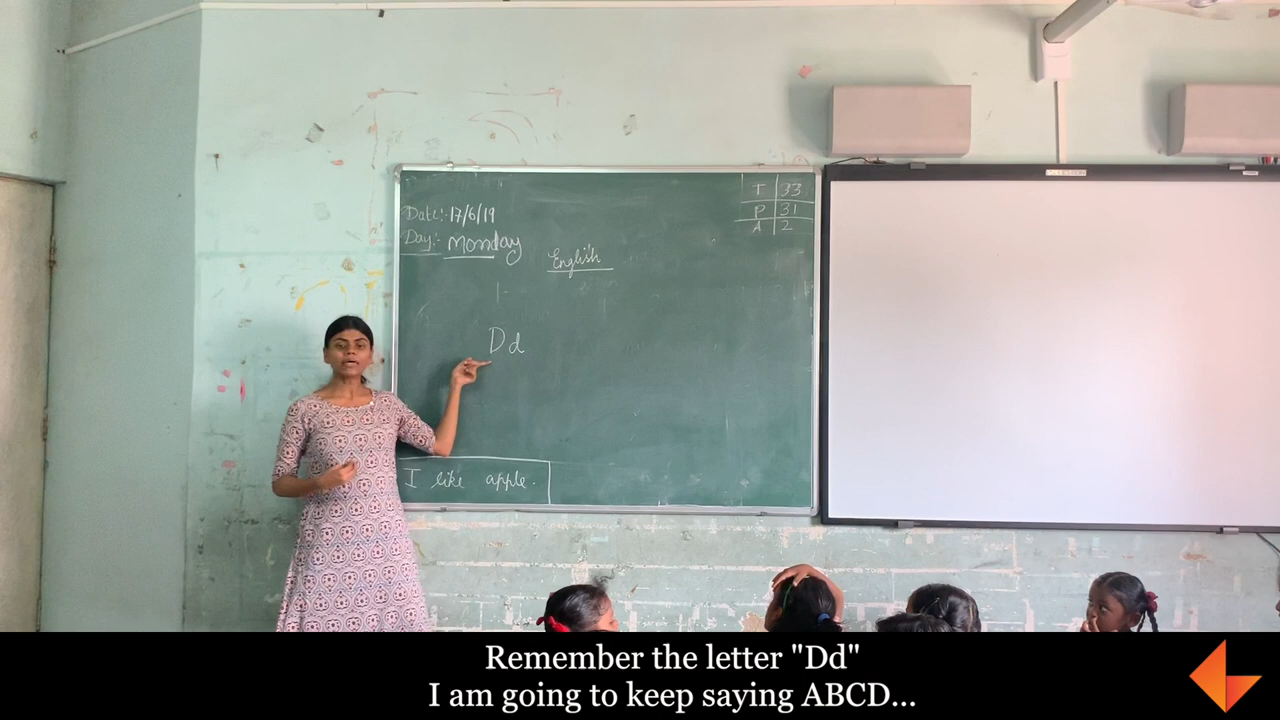 Date:-17/6/19
Day:- Monday
English
T 33
P 31
A 2
1-
Dd
I like apple.
Remember the letter "Dd"
I am going to keep saying ABCD...